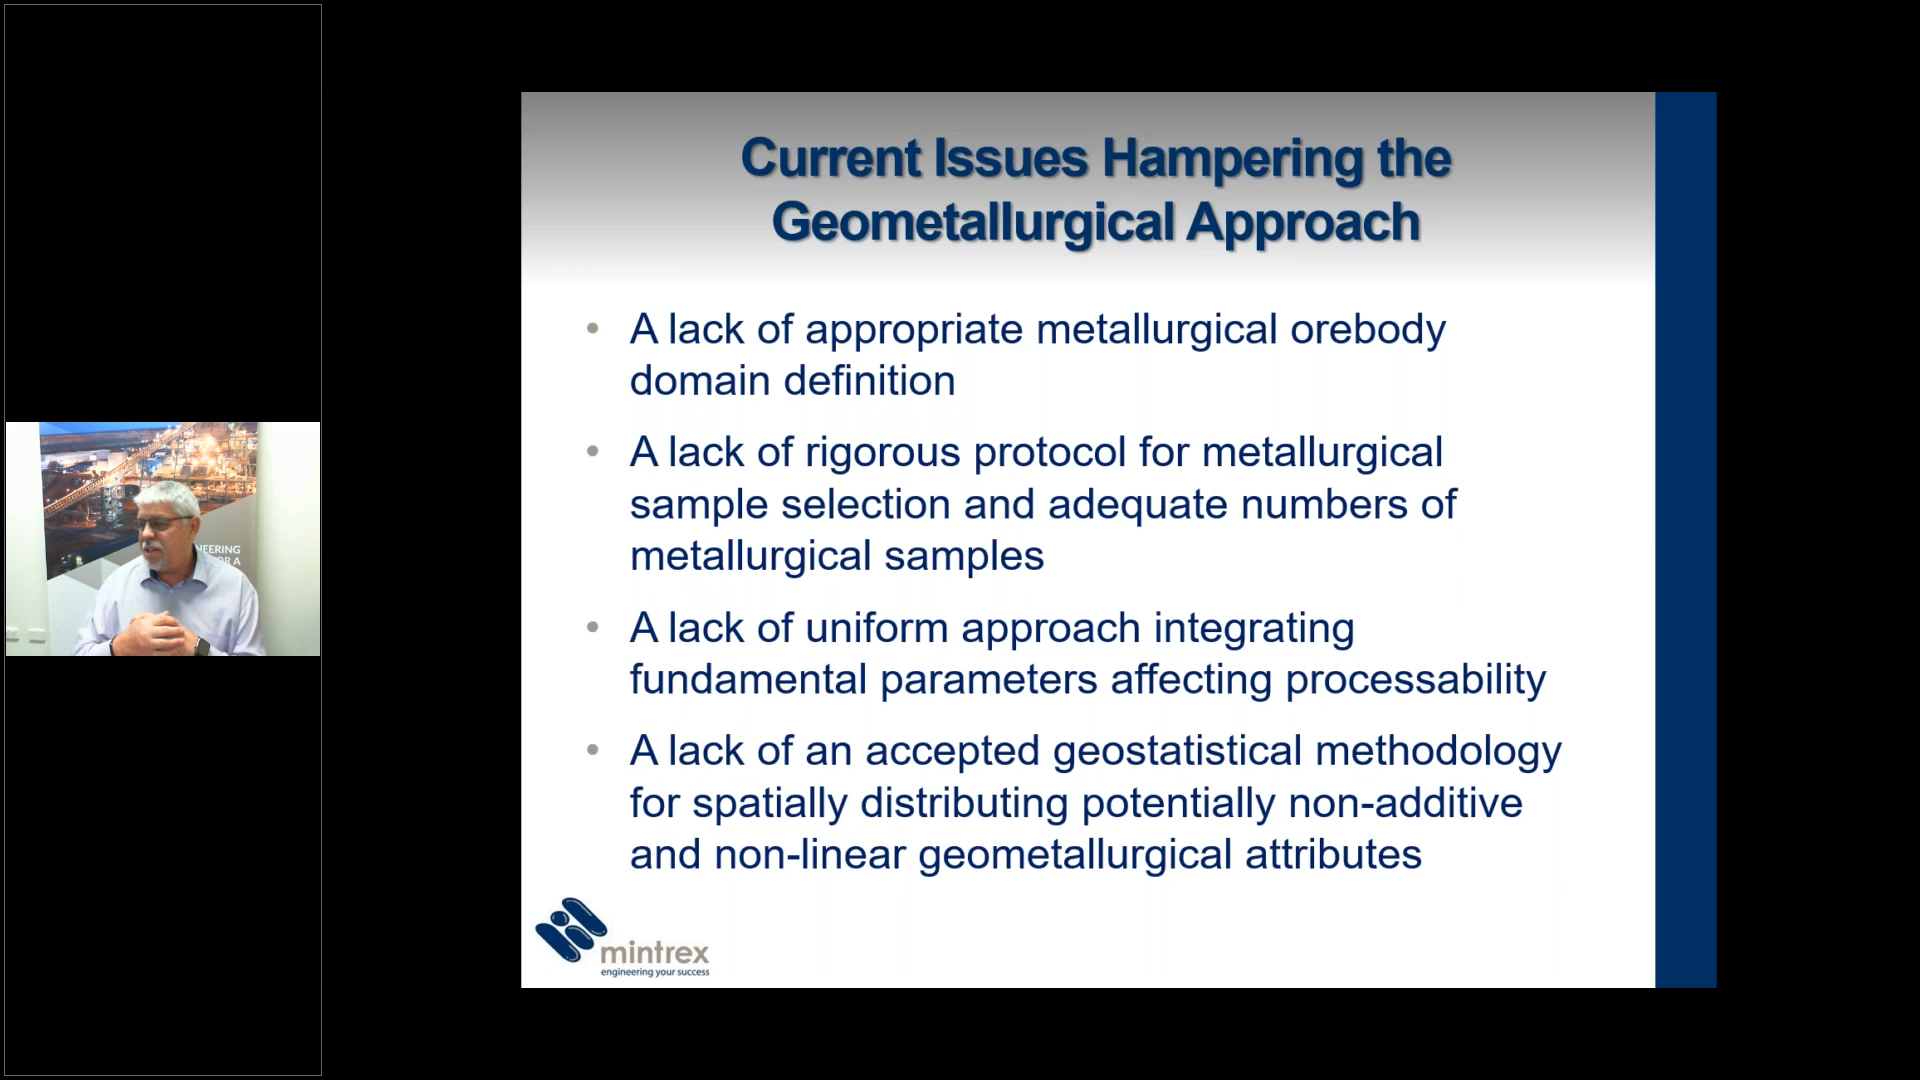 Current Issues Hampering the
Geometallurgical Approach
• A lack of appropriate metallurgical orebody
domain definition
• A lack of rigorous protocol for metallurgical
sample selection and adequate numbers of
metallurgical samples
• A lack of uniform approach integrating
fundamental parameters affecting processability
• A lack of an accepted geostatistical methodology
for spatially distributing potentially non-additive
and non-linear geometallurgical attributes
mintrex
engineering your success
NEERING
OR A